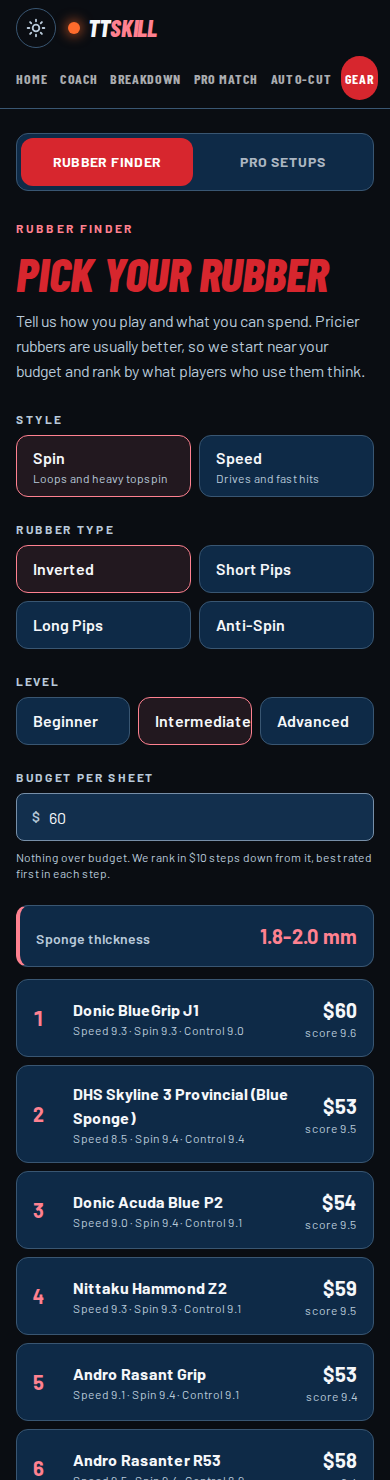 TTSKILL
HOME COACH BREAKDOWN PRO MATCH AUTO-CUT GEAR
RUBBER FINDER PRO SETUPS
RUBBER FINDER
PICK YOUR RUBBER
Tell us how you play and what you can spend. Pricier
rubbers are usually better, so we start near your
budget and rank by what players who use them think.
STYLE
Spin Speed
Loops and heavy topspin Drives and fast hits
RUBBER TYPE
Inverted Short Pips
Long Pips Anti-Spin
LEVEL
Beginner Intermediate Advanced
BUDGET PER SHEET
$ 60
Nothing over budget. We rank in $10 steps down from it, best rated
first in each step.
Sponge thickness 1.8-2.0 mm
1 Donic BlueGrip J1 $60
Speed 9.3 · Spin 9.3 · Control 9.0 score 9.6
2 DHS Skyline 3 Provincial (Blue
Sponge) $53
Speed 8.5 · Spin 9.4 · Control 9.4 score 9.5
3 Donic Acuda Blue P2 $54
Speed 9.0 · Spin 9.4 · Control 9.1 score 9.5
4 Nittaku Hammond Z2 $59
Speed 9.3 · Spin 9.3 · Control 9.1 score 9.5
5 Andro Rasant Grip $53
Speed 9.1 · Spin 9.4 · Control 9.1 score 9.4
6 Andro Rasanter R53 $58